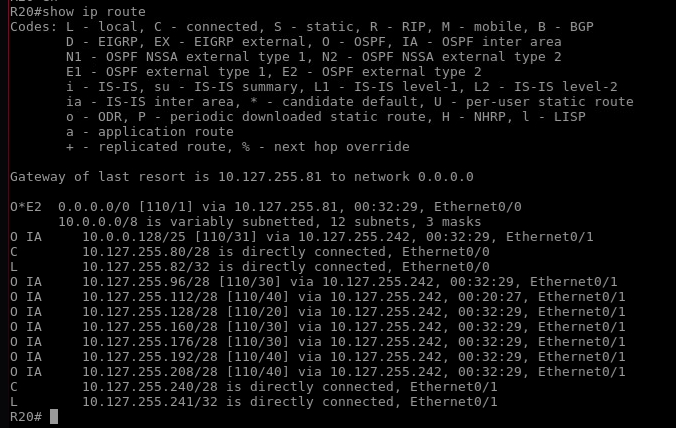 R20#show ip route
Codes: L - local, C - connected, S - static, R - RIP, M - mobile, B - BGP
       D - EIGRP, EX - EIGRP external, O - OSPF, IA - OSPF inter area
       N1 - OSPF NSSA external type 1, N2 - OSPF NSSA external type 2
       E1 - OSPF external type 1, E2 - OSPF external type 2
       i - IS-IS, su - IS-IS summary, L1 - IS-IS level-1, L2 - IS-IS level-2
       ia - IS-IS inter area, * - candidate default, U - per-user static route
       o - ODR, P - periodic downloaded static route, H - NHRP, l - LISP
       a - application route
       + - replicated route, % - next hop override
Gateway of last resort is 10.127.255.81 to network 0.0.0.0
O*E2  0.0.0.0/0 [110/1] via 10.127.255.81, 00:32:29, Ethernet0/0
      10.0.0.0/8 is variably subnetted, 12 subnets, 3 masks
O IA     10.0.0.128/25 [110/31] via 10.127.255.242, 00:32:29, Ethernet0/1
C        10.127.255.80/28 is directly connected, Ethernet0/0
L        10.127.255.82/32 is directly connected, Ethernet0/0
O IA     10.127.255.96/28 [110/30] via 10.127.255.242, 00:32:29, Ethernet0/1
O IA     10.127.255.112/28 [110/40] via 10.127.255.242, 00:20:27, Ethernet0/1
O IA     10.127.255.128/28 [110/20] via 10.127.255.242, 00:32:29, Ethernet0/1
O IA     10.127.255.160/28 [110/30] via 10.127.255.242, 00:32:29, Ethernet0/1
O IA     10.127.255.176/28 [110/30] via 10.127.255.242, 00:32:29, Ethernet0/1
O IA     10.127.255.192/28 [110/40] via 10.127.255.242, 00:32:29, Ethernet0/1
O IA     10.127.255.208/28 [110/40] via 10.127.255.242, 00:32:29, Ethernet0/1
C        10.127.255.240/28 is directly connected, Ethernet0/1
L        10.127.255.241/32 is directly connected, Ethernet0/1
R20#